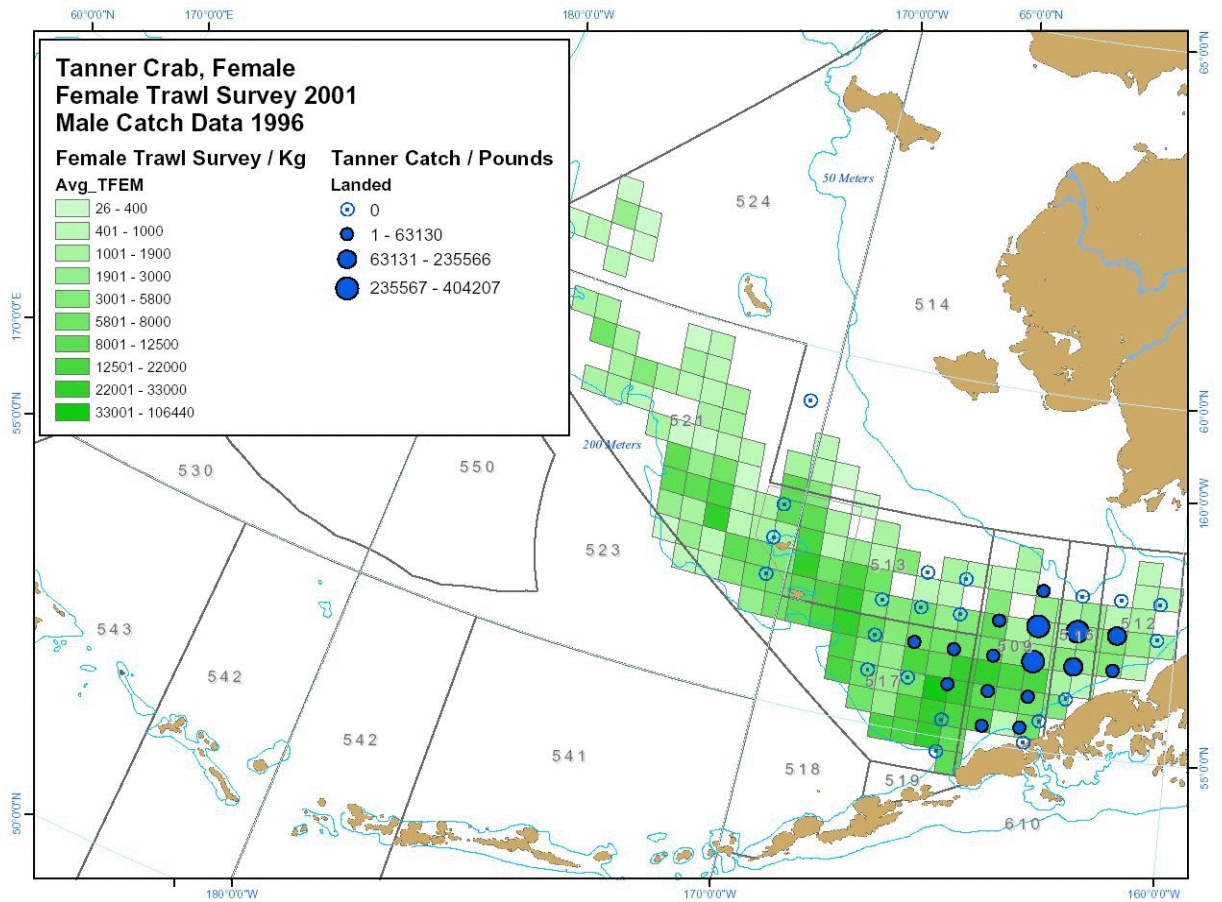 60°0'0"N 170°0'0"E 180°0'0"W 170°0'0"W 65°0'0"N
Tanner Crab, Female
Female Trawl Survey 2001
Male Catch Data 1996
Female Trawl Survey / Kg
Avg_TFEM
26 - 400
401 - 1000
1001 - 1900
1901 - 3000
3001 - 5800
5801 - 8000
8001 - 12500
12501 - 22000
22001 - 33000
33001 - 106440
Tanner Catch / Pounds
Landed
0
1 - 63130
63131 - 235566
235567 - 404207
65°0'0"N
50 Meters
524
514
170°0'0"E
55°0'0"N
60°0'0"N
521
200 Meters
530
550
160°0'0"W
523
513
543
512
516
509
542
517
542
541
518
519
55°0'0"N
50°0'0"N
610
180°0'0"W 170°0'0"W 160°0'0"W